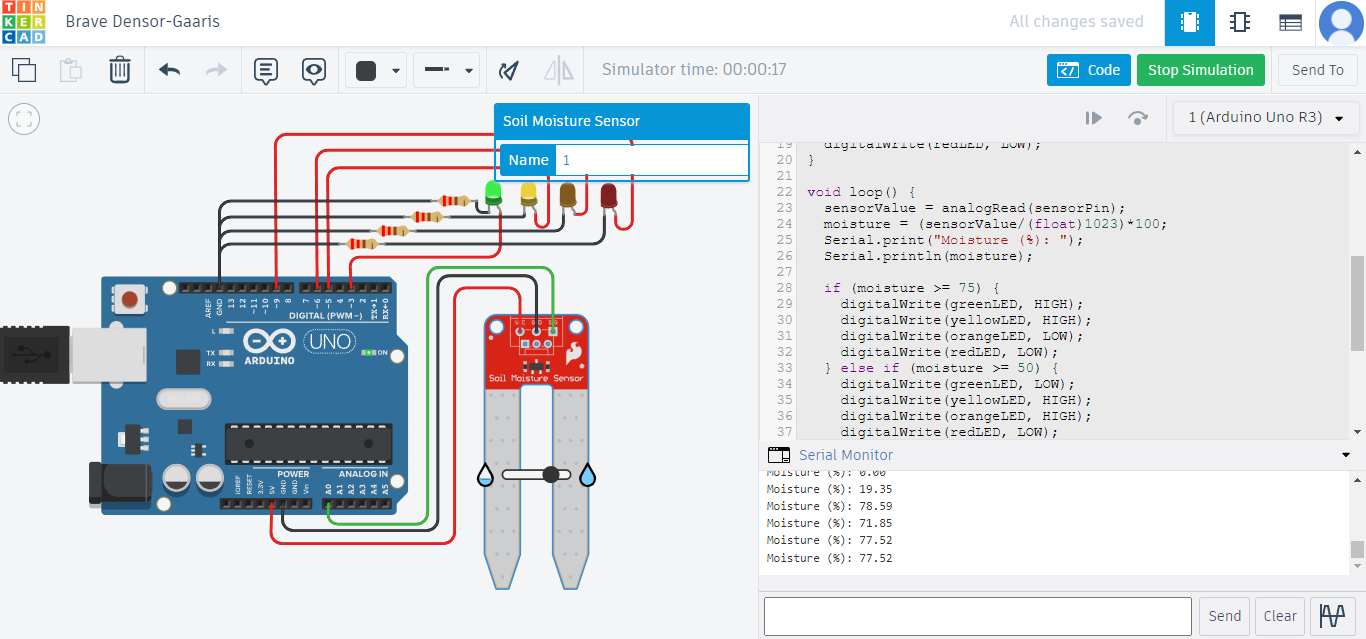 TINKERCAD
Brave Densor-Gaaris
All changes saved
Simulator time: 00:00:17
Code
Stop Simulation
Send To
Soil Moisture Sensor
Name
1
1 (Arduino Uno R3)
19 digitalWrite(redLED, LOW);
20 }
21
22 void loop() {
23 sensorValue = analogRead(sensorPin);
24 moisture = (sensorValue/(float)1023)*100;
25 Serial.print("Moisture (%): ");
26 Serial.println(moisture);
27
28 if (moisture >= 75) {
29 digitalWrite(greenLED, HIGH);
30 digitalWrite(yellowLED, HIGH);
31 digitalWrite(orangeLED, LOW);
32 digitalWrite(redLED, LOW);
33 } else if (moisture >= 50) {
34 digitalWrite(greenLED, LOW);
35 digitalWrite(yellowLED, HIGH);
36 digitalWrite(orangeLED, HIGH);
37 digitalWrite(redLED, LOW);
AREF GND 13 12 ~11 ~10 ~9 8 7 ~6 ~5 4 ~3 2 TX→1 RX←0
DIGITAL (PWM~)
L
TX
RX
ARDUINO
UNO
ON
POWER
ANALOG IN
IOREF RESET 3.3V 5V GND GND Vin A0 A1 A2 A3 A4 A5
Soil Moisture Sensor
Serial Monitor
Moisture (%): 0.00
Moisture (%): 19.35
Moisture (%): 78.59
Moisture (%): 71.85
Moisture (%): 77.52
Moisture (%): 77.52
Send
Clear